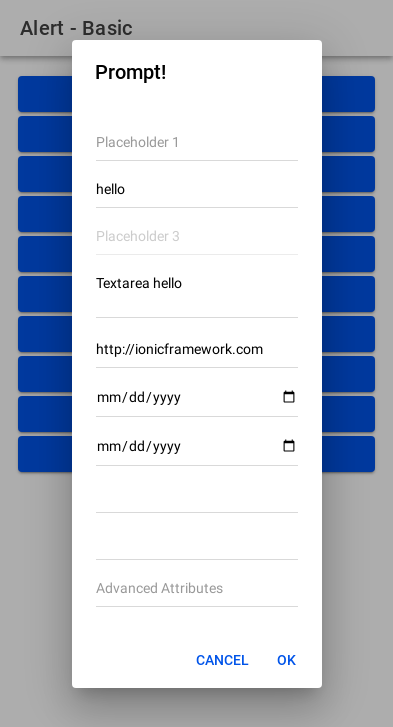 Alert - Basic
Prompt!
Placeholder 1
hello
Placeholder 3
Textarea hello
http://ionicframework.com
mm/dd/yyyy
mm/dd/yyyy
Advanced Attributes
CANCEL OK